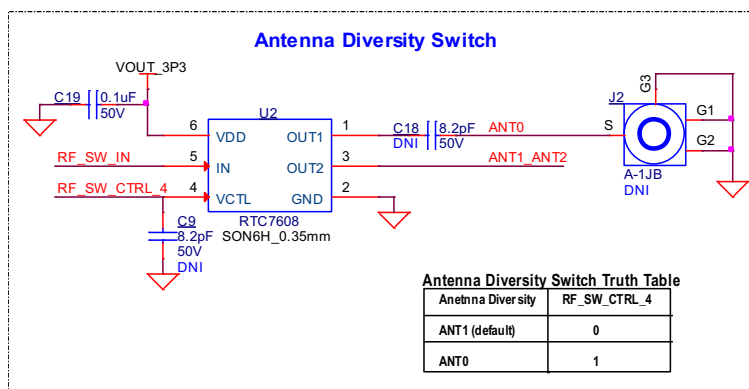 Antenna Diversity Switch
VOUT_3P3
C19
0.1uF
50V
U2
6
VDD
OUT1
1
C18
8.2pF
DNI
50V
ANT0
RF_SW_IN
5
IN
OUT2
3
ANT1_ANT2
RF_SW_CTRL_4
4
VCTL
GND
2
RTC7608
SON6H_0.35mm
C9
8.2pF
50V
DNI
J2
G3
G1
S
G2
A-1JB
DNI
Antenna Diversity Switch Truth Table
Anetnna Diversity RF_SW_CTRL_4
ANT1 (default) 0
ANT0 1